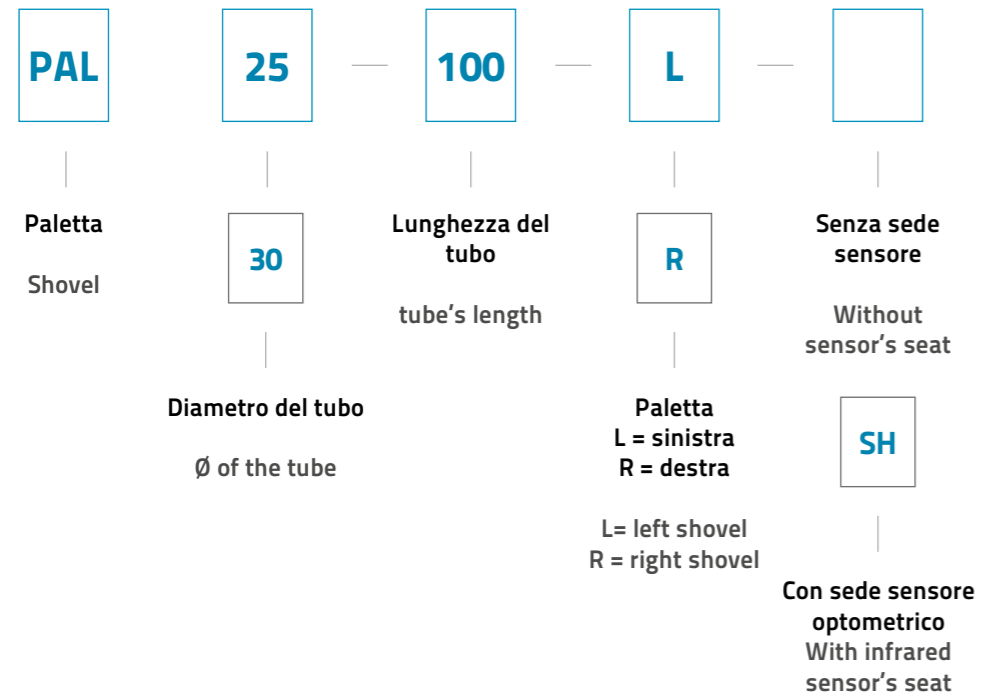 PAL
25
100
L
Paletta
Shovel
30
Diametro del tubo
Ø of the tube
Lunghezza del
tubo
tube's length
R
Paletta
L = sinistra
R = destra
L= left shovel
R = right shovel
Senza sede
sensore
Without
sensor's seat
SH
Con sede sensore
optometrico
With infrared
sensor's seat